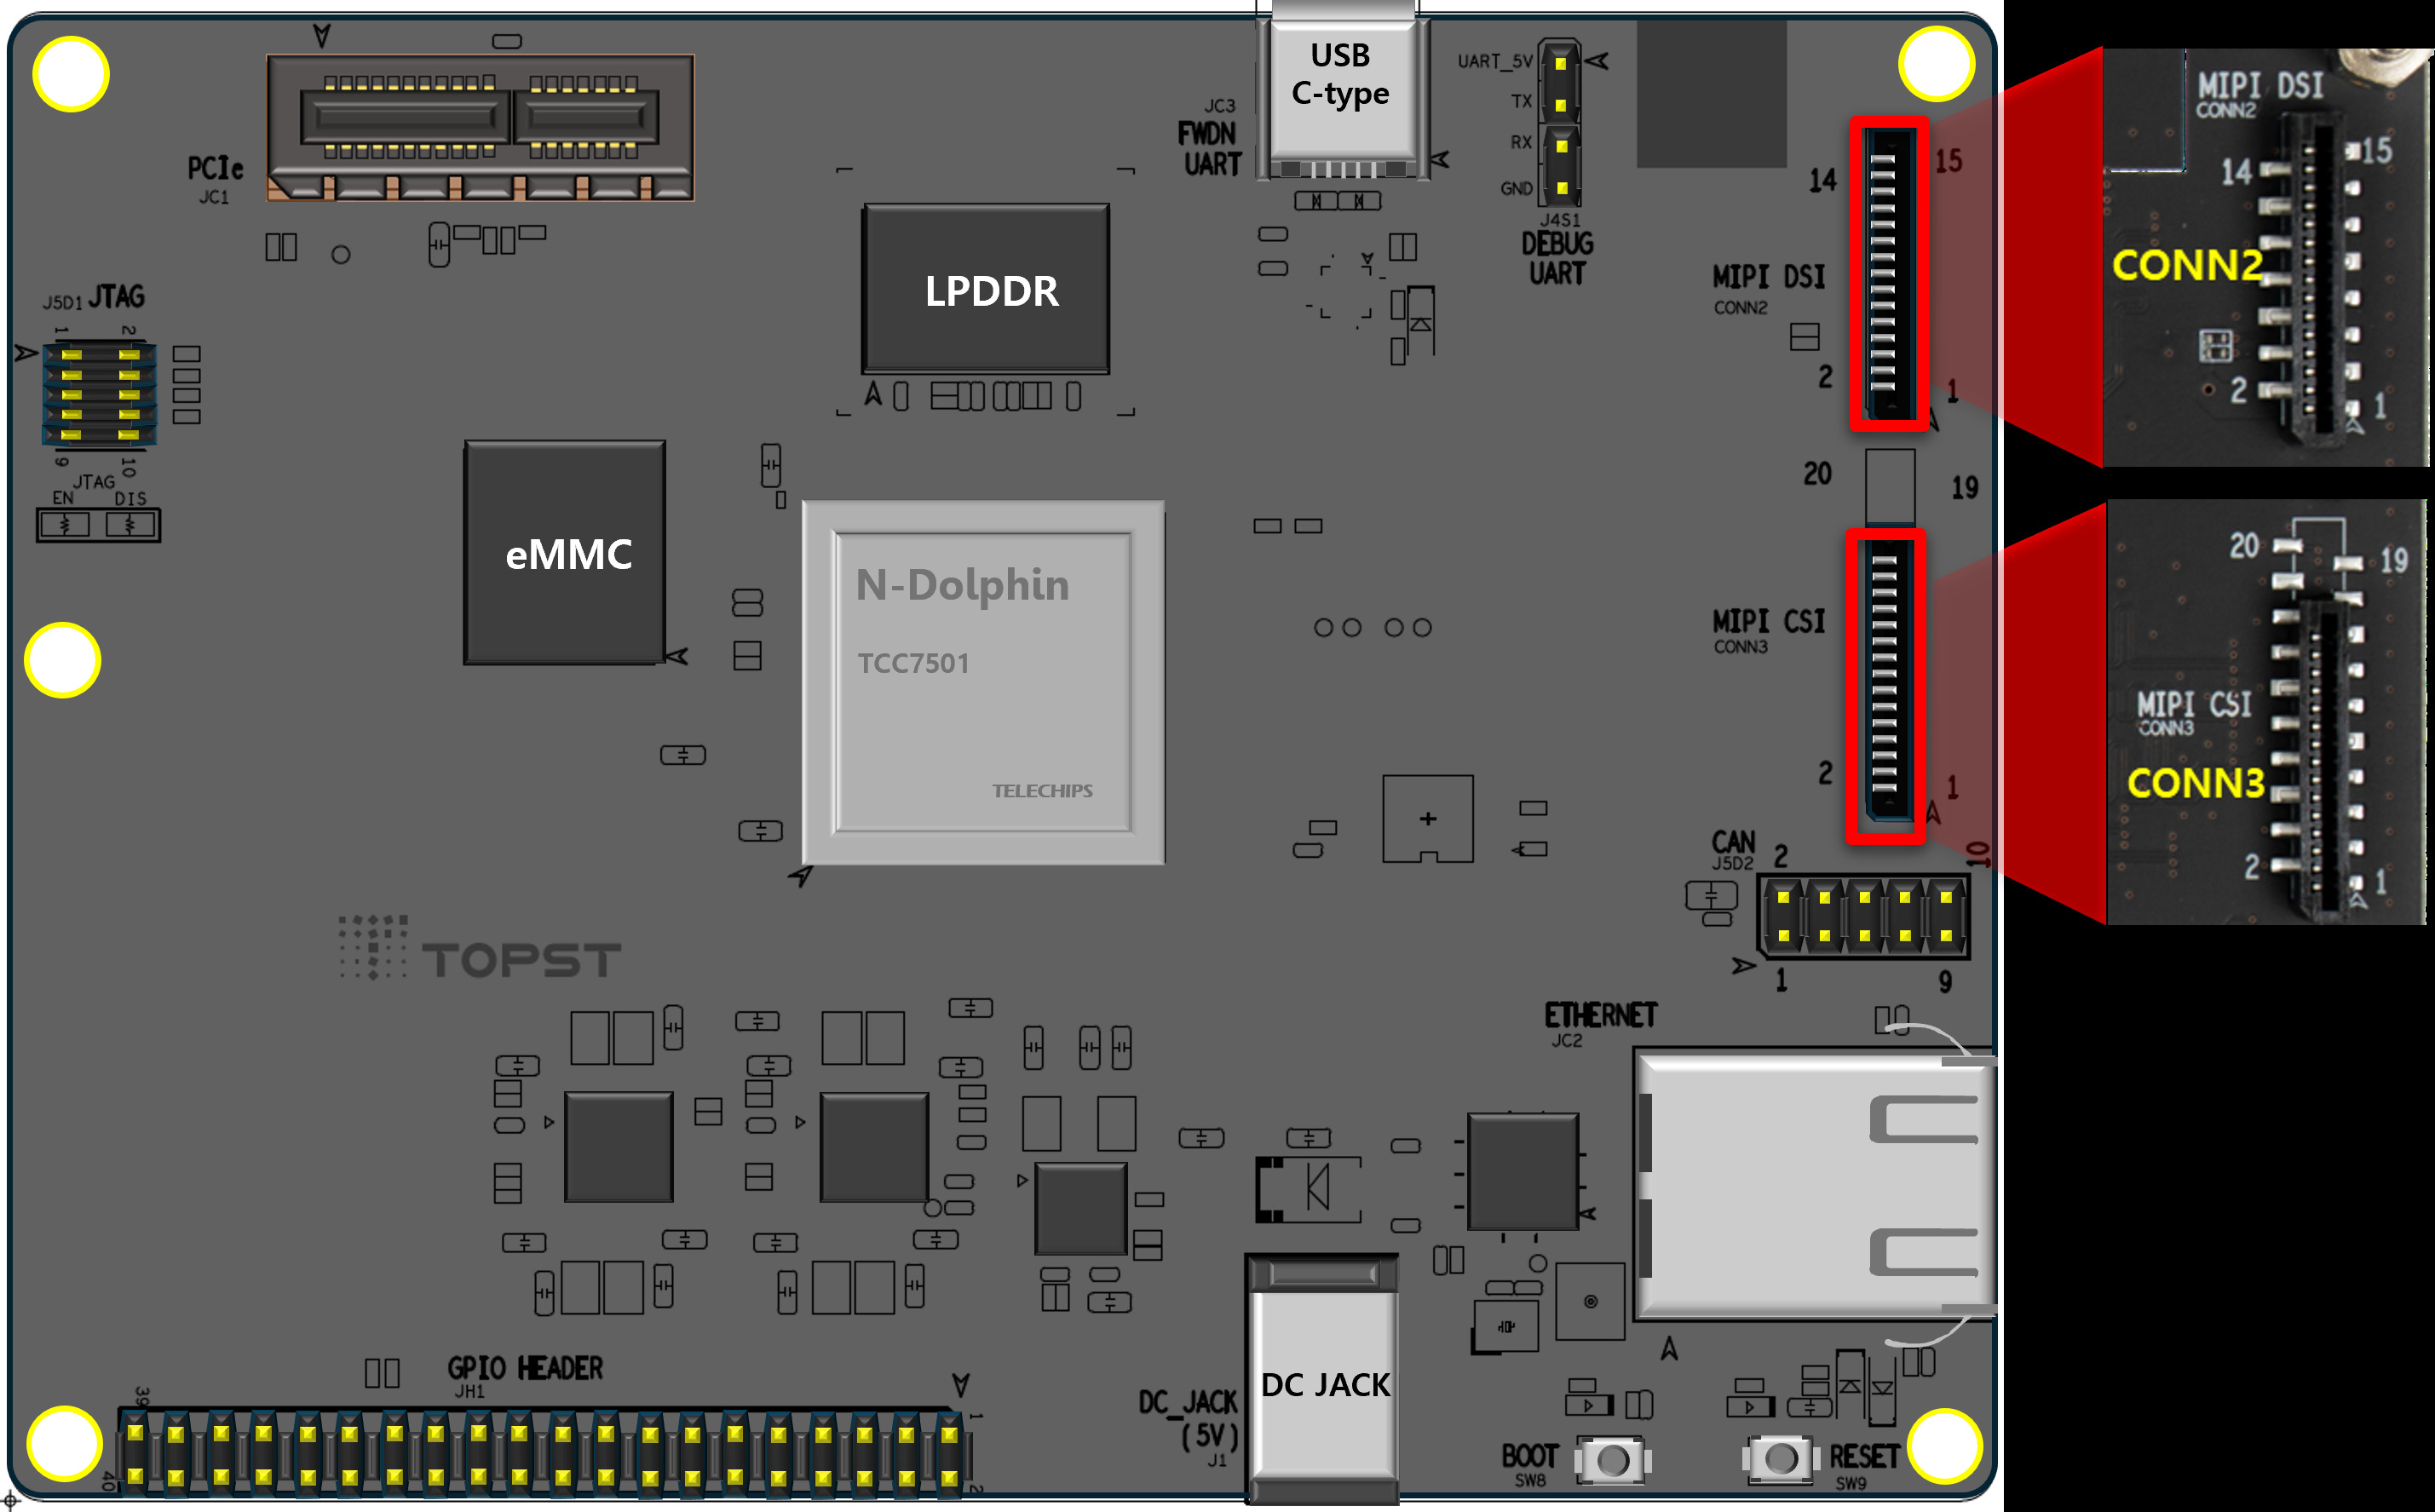 USB
C-type
JC3
FWDN
UART
UART_5V
TX
RX
GND
J4S1
DEBUG
UART
PCIe
JC1
LPDDR
14
15
MIPI DSI
CONN2
2
1
MIPI DSI
CONN2
15
14
CONN2
2
1
J5D1 JTAG
1
2
9
10
JTAG
EN
DIS
eMMC
N-Dolphin
TCC7501
TELECHIPS
20
19
MIPI CSI
CONN3
2
1
20
19
MIPI CSI
CONN3
CONN3
2
1
CAN
J5D2
2
10
1
9
TOPST
ETHERNET
JC2
GPIO HEADER
JH1
39
1
40
2
DC_JACK
(5V)
J1
DC JACK
BOOT
SW8
RESET
SW9